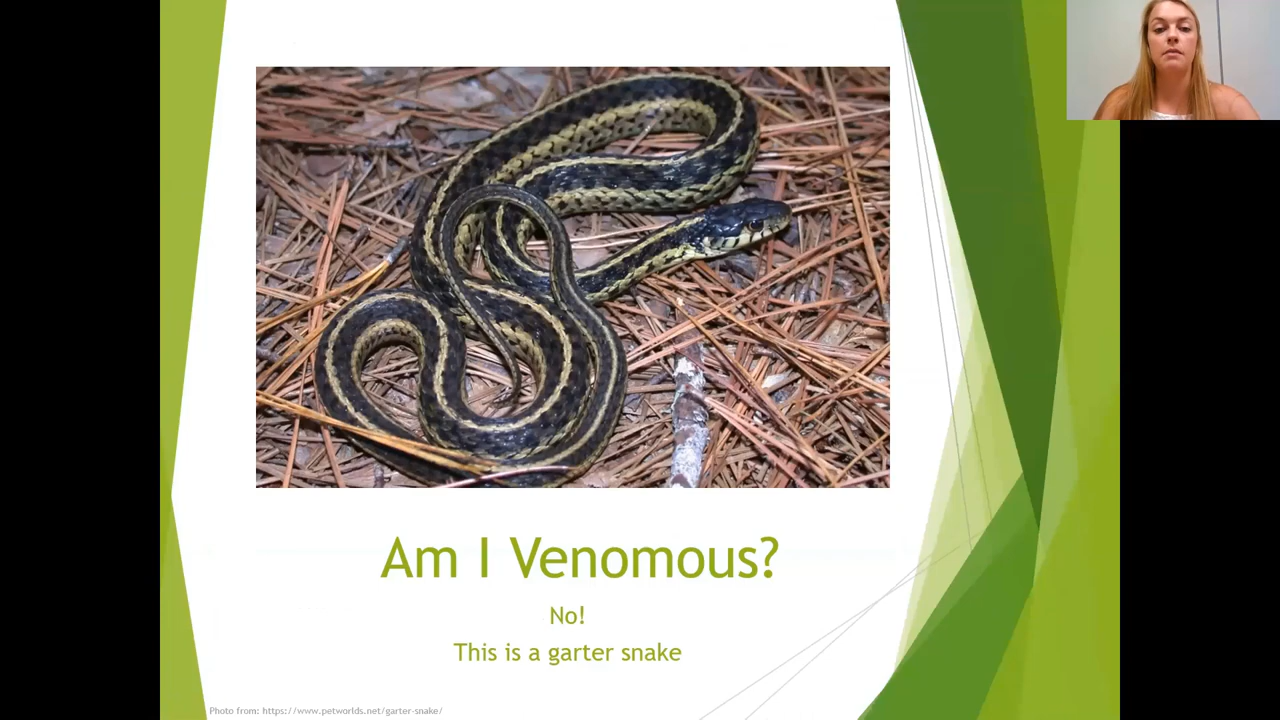 Am I Venomous?
No!
This is a garter snake
Photo from: https://www.petworlds.net/garter-snake/